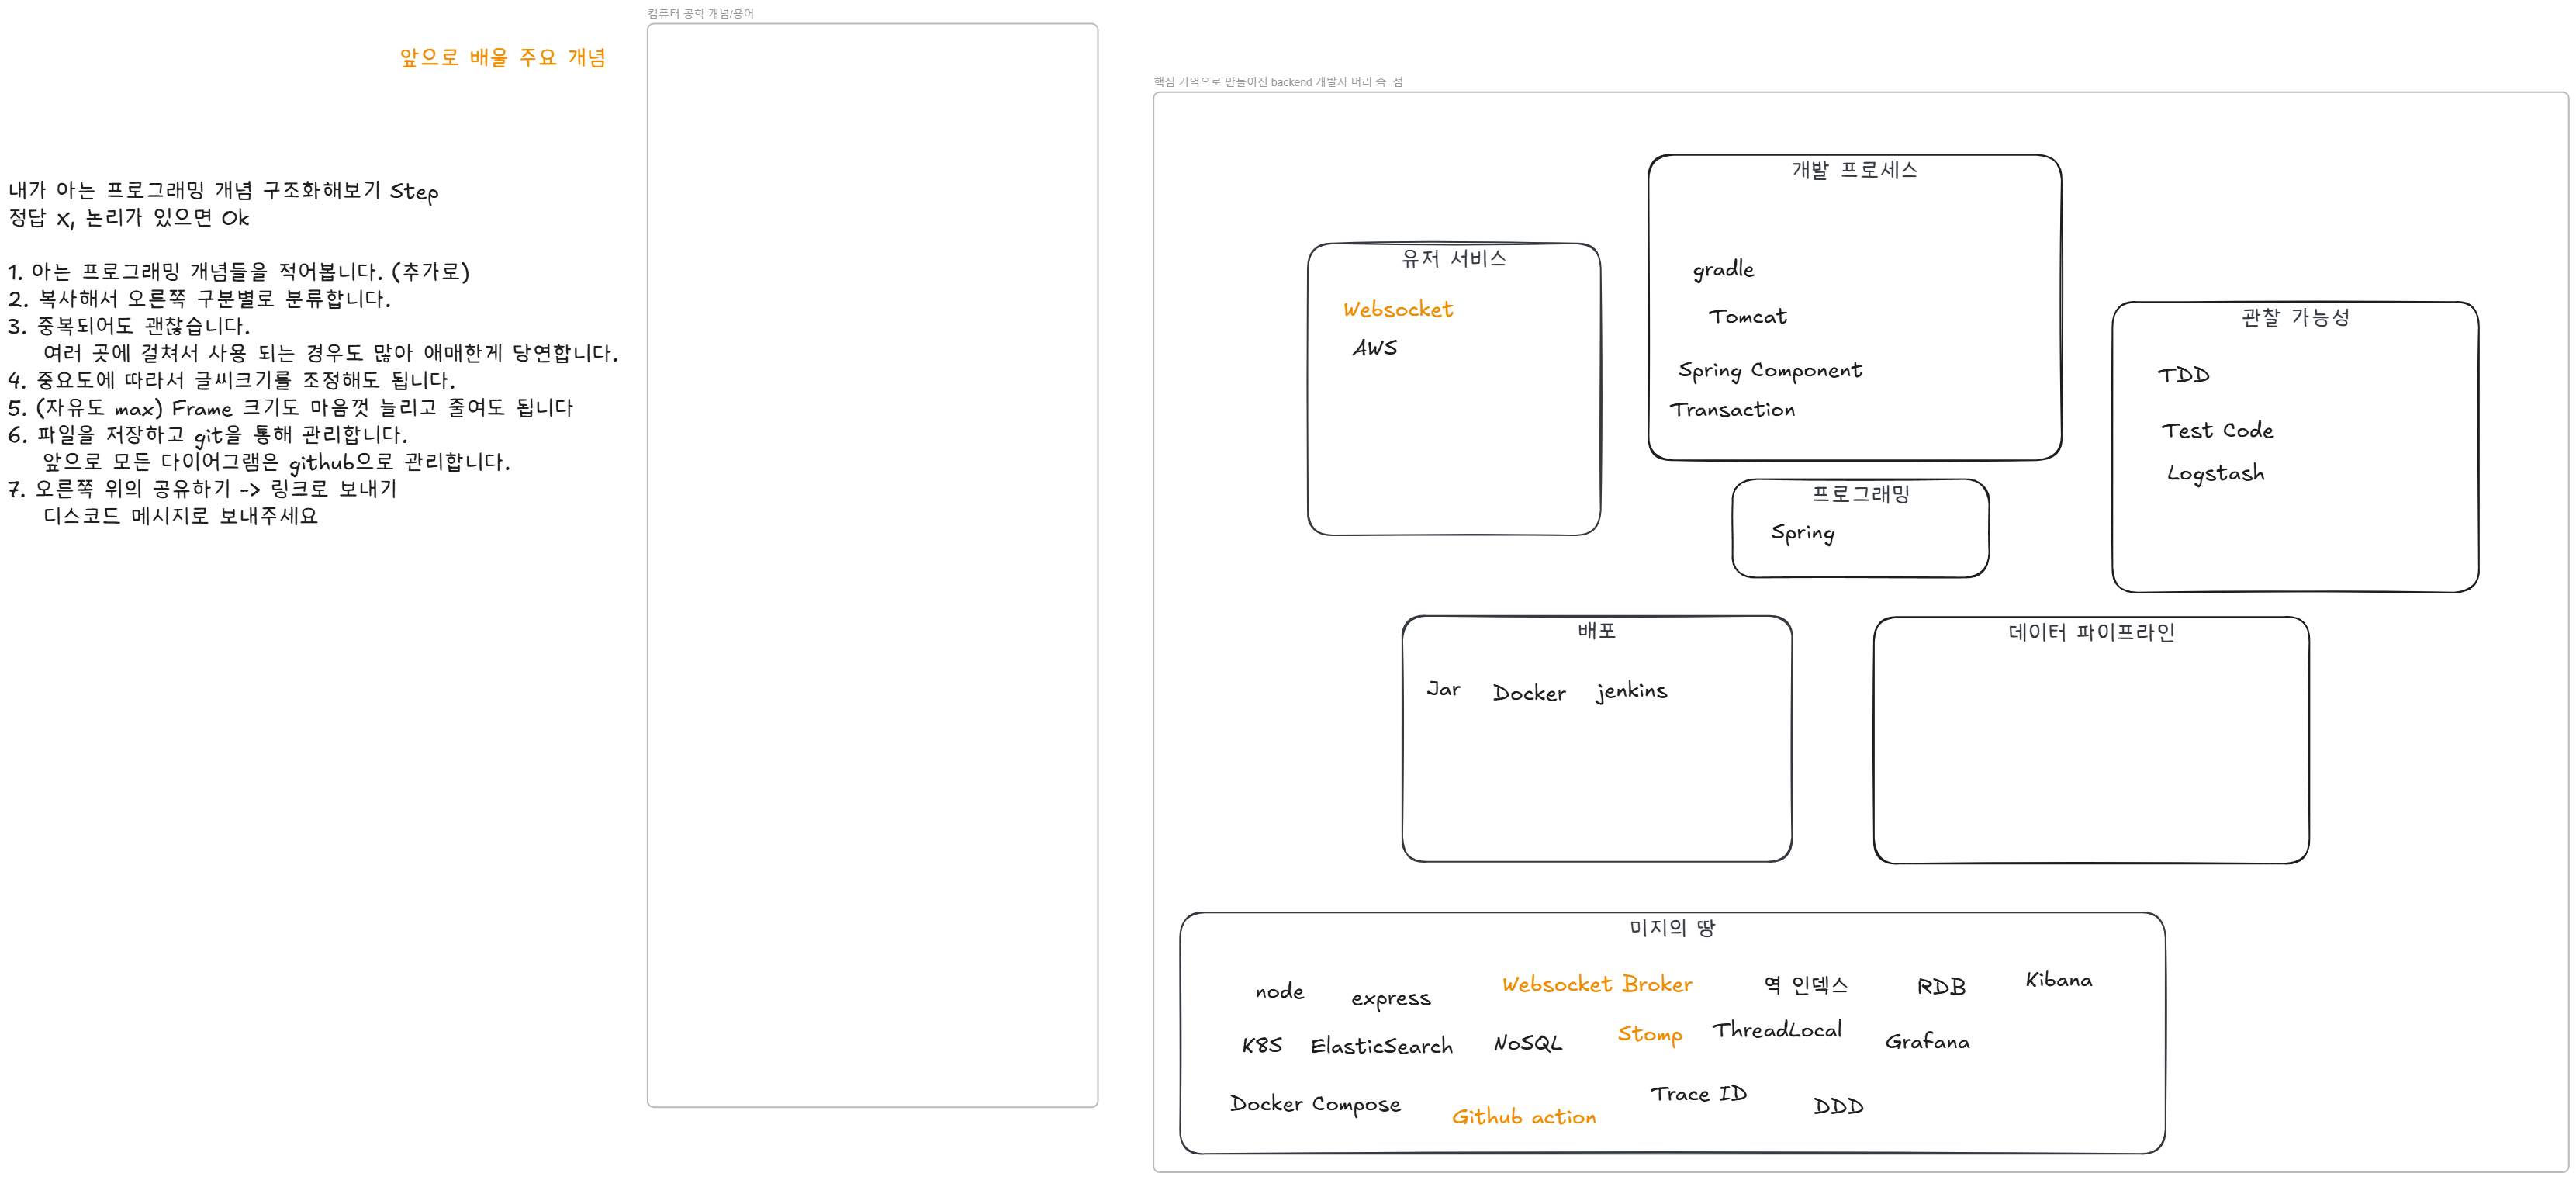 컴퓨터 공학 개념/용어
앞으로 배울 주요 개념
내가 아는 프로그래밍 개념 구조화해보기 Step
정답 X, 논리가 있으면 Ok
1. 아는 프로그래밍 개념들을 적어봅니다. (추가로)
2. 복사해서 오른쪽 구분별로 분류합니다.
3. 중복되어도 괜찮습니다.
여러 곳에 걸쳐서 사용 되는 경우도 많아 애매한게 당연합니다.
4. 중요도에 따라서 글씨크기를 조정해도 됩니다.
5. (자유도 max) Frame 크기도 마음껏 늘리고 줄여도 됩니다
6. 파일을 저장하고 git을 통해 관리합니다.
앞으로 모든 다이어그램은 github으로 관리합니다.
7. 오른쪽 위의 공유하기 -> 링크로 보내기
디스코드 메시지로 보내주세요
핵심 기억으로 만들어진 backend 개발자 머리 속 섬
개발 프로세스
gradle
Tomcat
Spring Component
Transaction
유저 서비스
Websocket
AWS
관찰 가능성
TDD
Test Code
Logstash
프로그래밍
Spring
배포
Jar Docker jenkins
데이터 파이프라인
미지의 땅
node express Websocket Broker 역 인덱스 RDB Kibana
K8S ElasticSearch NoSQL Stomp ThreadLocal Grafana
Docker Compose Github action Trace ID DDD